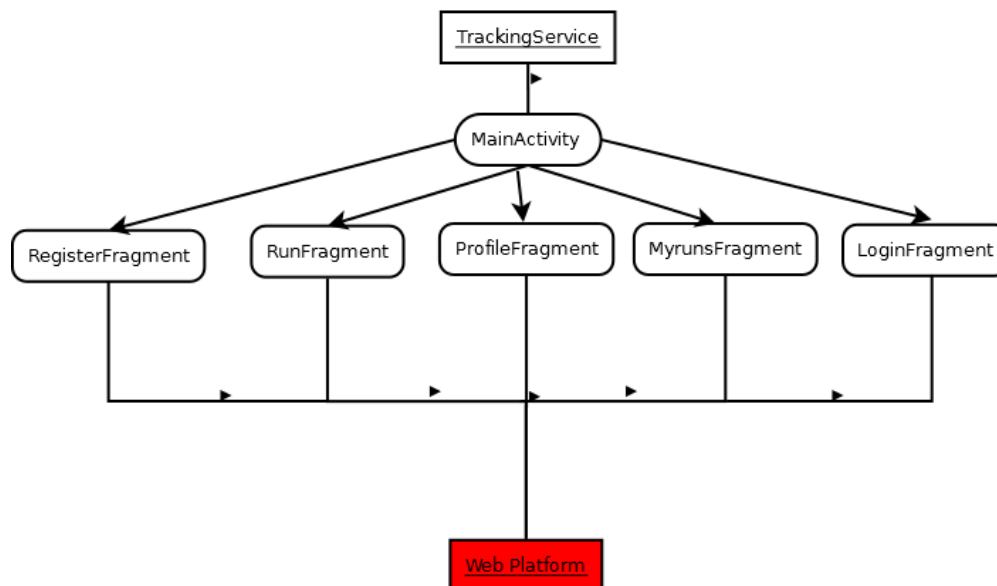 TrackingService
MainActivity
RegisterFragment
RunFragment
ProfileFragment
MyrunsFragment
LoginFragment
Web Platform